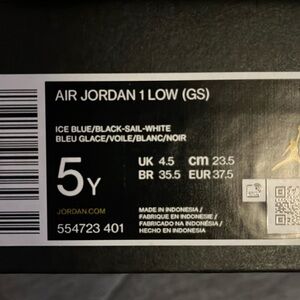 AIR JORDAN 1 LOW (GS)
ICE BLUE/BLACK-SAIL-WHITE
BLEU GLACE/VOILE/BLANC/NOIR
5Y
UK 4.5 cm 23.5
BR 35.5 EUR 37.5
JORDAN.COM
554723 401
MADE IN INDONESIA /
FABRIQUE EN INDONESIE /
FABRICADO NA INDONÉSIA /
HECHO EN INDONESIA